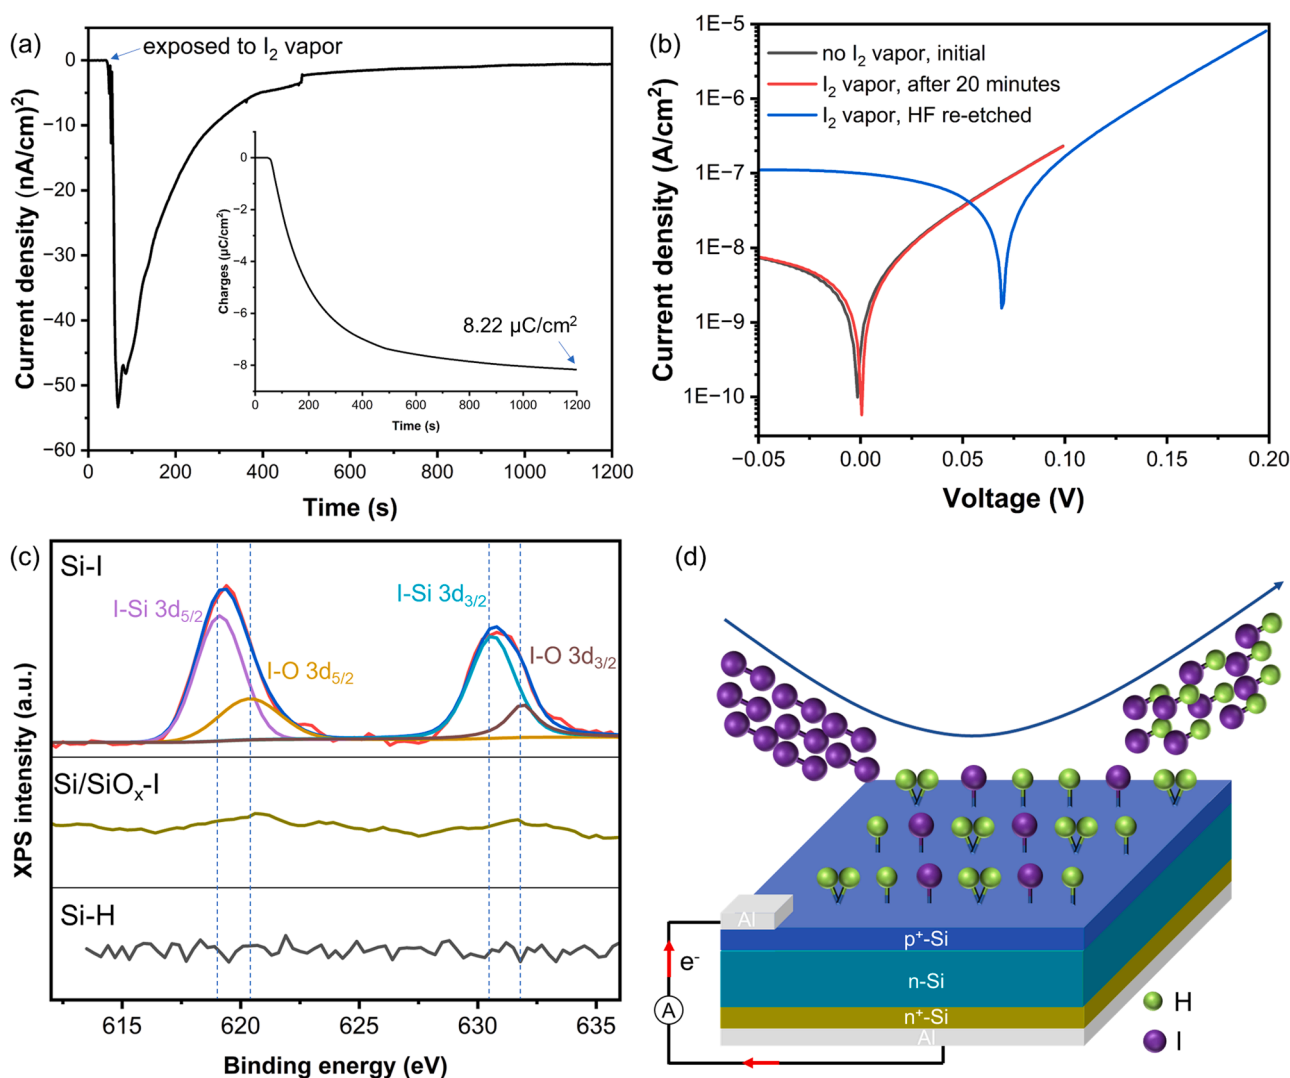 (a)
exposed to I₂ vapor
0
−10
−20
−30
−40
−50
−60
Current density (nA/cm)²
0
200
400
600
800
1000
1200
Time (s)
0
−2
−4
−6
−8
Charges (μC/cm²)
8.22 μC/cm²
0
200
400
600
800
1000
1200
Time (s)
(b)
no I₂ vapor, initial
I₂ vapor, after 20 minutes
I₂ vapor, HF re-etched
1E−5
1E−6
1E−7
1E−8
1E−9
1E−10
Current density (A/cm²)
−0.05
0.00
0.05
0.10
0.15
0.20
Voltage (V)
(c)
Si-I
I-Si 3d₅/₂
I-O 3d₅/₂
I-Si 3d₃/₂
I-O 3d₃/₂
Si/SiOₓ-I
Si-H
XPS intensity (a.u.)
615
620
625
630
635
Binding energy (eV)
(d)
Al
p⁺-Si
n-Si
n⁺-Si
Al
e⁻
A
H
I